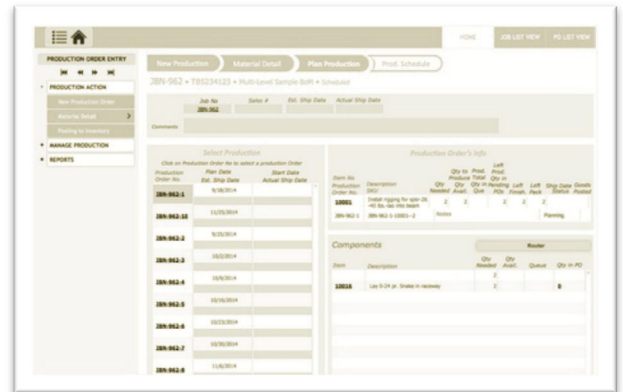 HOME JOB LIST VIEW PO LIST VIEW
PRODUCTION ORDER ENTRY
PRODUCTION ACTION
New Production Order
Material Detail
Posting to Inventory
MANAGE PRODUCTION
REPORTS
New Production Material Detail Plan Production Prod. Schedule
JBN-962 • TBS234123 • Multi-Level Sample BoM • Scheduled
Job No Sales # Est. Ship Date Actual Ship Date
JBN-962
Comments
Select Production
Click on Production Order No to select a production Order
Production Order No. Plan Date Est. Ship Date Start Date Actual Ship Date
JBN-962-1 9/18/2014
JBN-962-10 11/25/2014
JBN-962-2 9/25/2014
JBN-962-3 10/2/2014
JBN-962-4 10/9/2014
JBN-962-5 10/16/2014
JBN-962-6 10/23/2014
JBN-962-7 10/30/2014
JBN-962-8 11/6/2014
Production Order's Info
Item No Production Order No. Description SKU Qty Needed Qty to Produce Qty Avail. Prod. Total Qty in Que Left Prod. Qty in Pending POs Left Finish. Left Pack Ship Date Status Goods Posted
10001 Install rigging for spor-26, -40 lbs. tao into beam 2 2 2 2
JBN-962-1 JBN-962-1-10001--2 Notes Planning
Components Router
Item Description Qty Needed Qty Avail. Queue Qty in PO
2
10016 Lay 5-24 pr. Snake in raceway 2 0